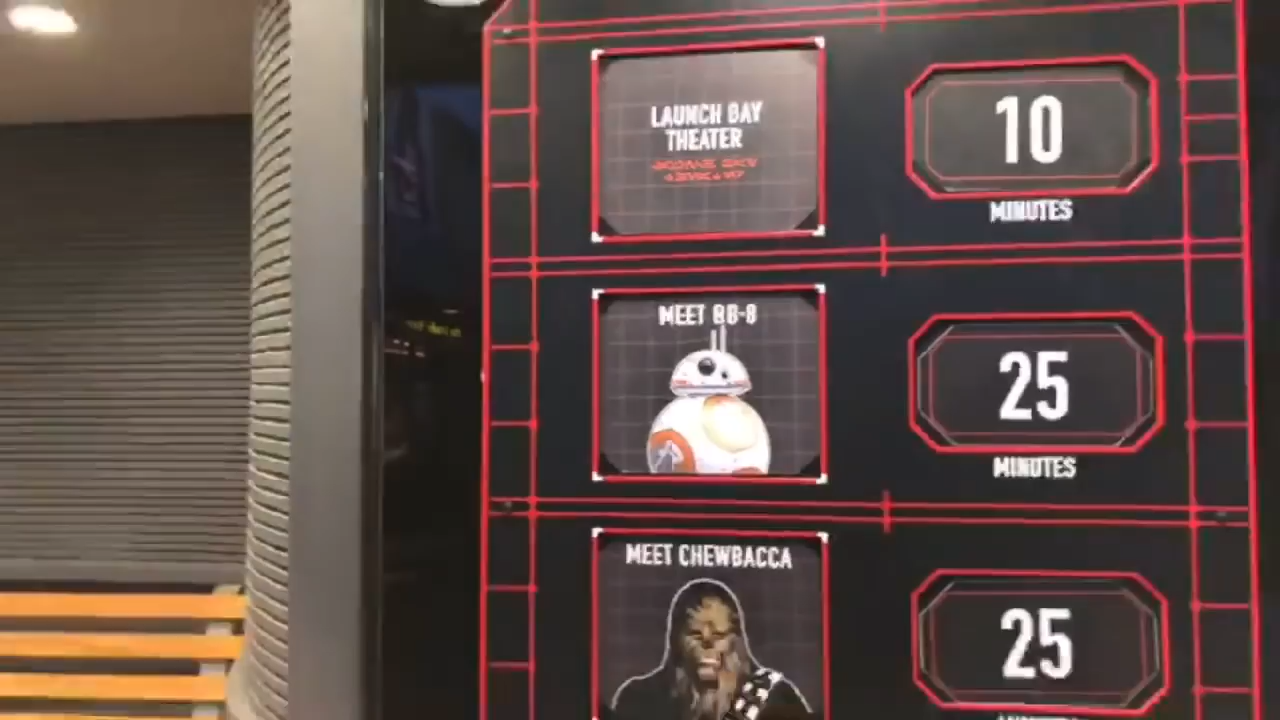 LAUNCH BAY
THEATER
10
MINUTES
MEET BB-8
25
MINUTES
MEET CHEWBACCA
25